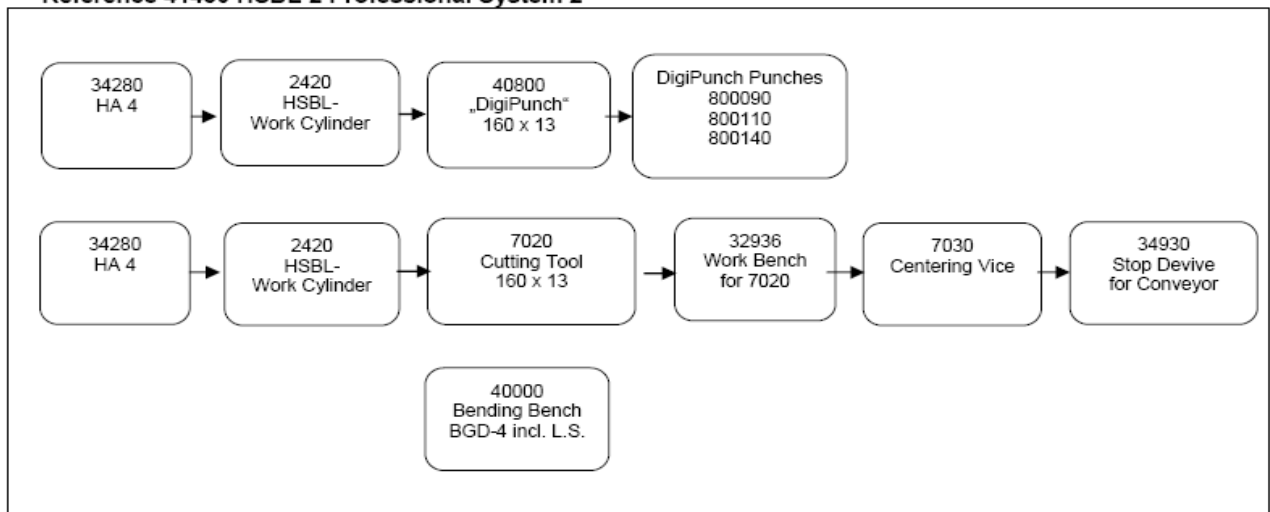 34280
HA 4
2420
HSBL-
Work Cylinder
40800
„DigiPunch“
160 x 13
DigiPunch Punches
800090
800110
800140
34280
HA 4
2420
HSBL-
Work Cylinder
7020
Cutting Tool
160 x 13
32936
Work Bench
for 7020
7030
Centering Vice
34930
Stop Devive
for Conveyor
40000
Bending Bench
BGD-4 incl. L.S.